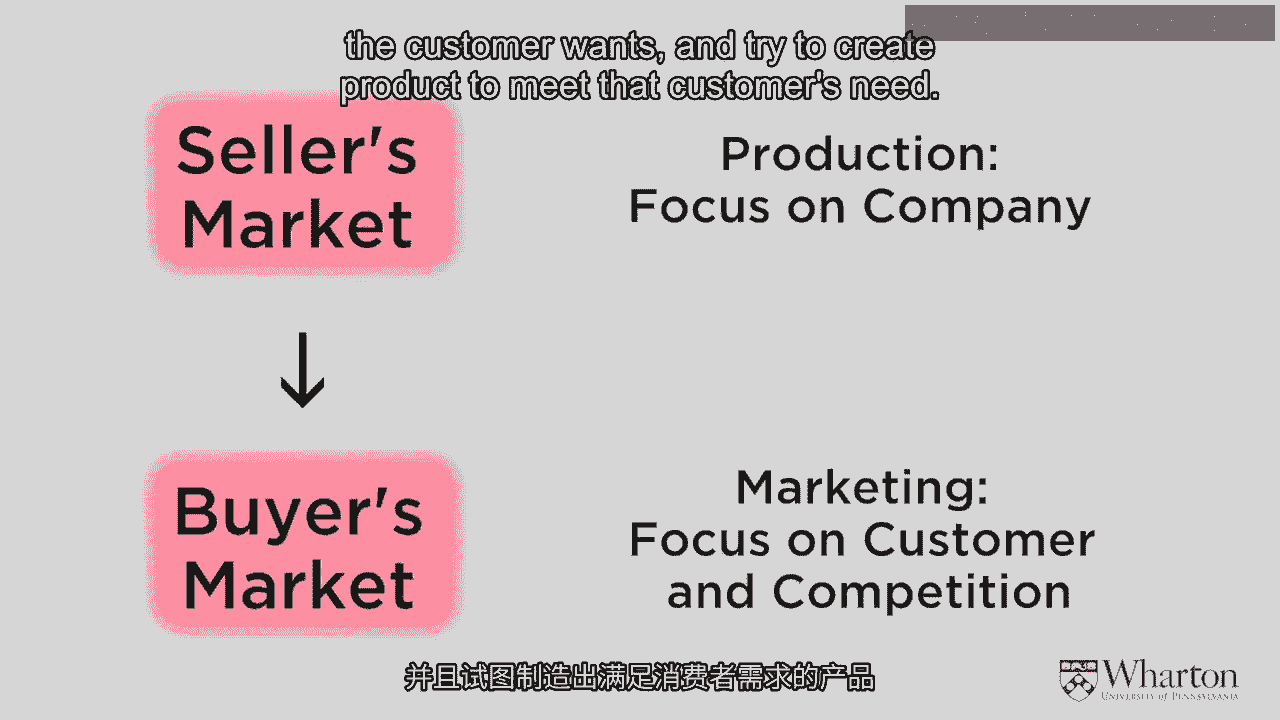 the customer wants, and try to create
product to meet that customer's need.
Seller's
Market
Production:
Focus on Company
↓
Buyer's
Market
Marketing:
Focus on Customer
and Competition
并且试图制造出满足消费者需求的产品
Wharton
UNIVERSITY of PENNSYLVANIA